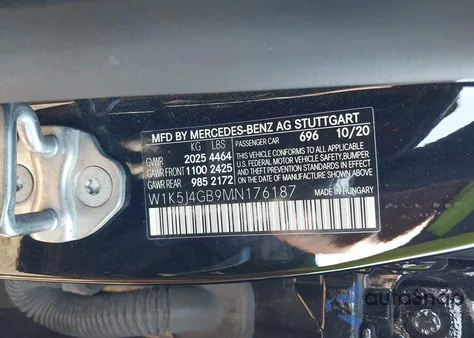 MFD BY MERCEDES-BENZ AG STUTTGART
KG LBS PASSENGER CAR 696 10/20
GWR 2025 4464 THIS VEHICLE CONFORMS TO ALL APPLICABLE
GAWR FRONT 1100 2425 U.S. FEDERAL MOTOR VEHICLE SAFETY, BUMPER,
GAWR REAR 985 2172 AND THEFT PREVENTION STANDARDS IN EFFECT ON
THE DATE OF MANUFACTURE SHOWN ABOVE.
W1K5J4GB9MN176187 MADE IN HUNGARY
autoSnap